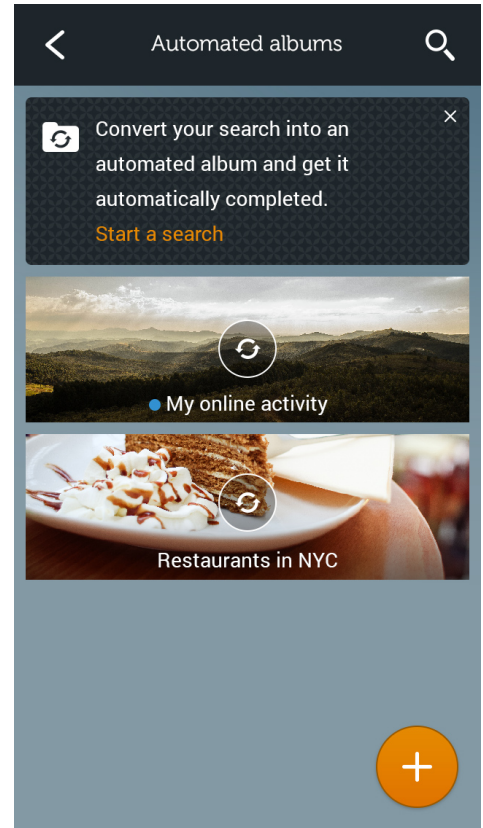 Automated albums
Convert your search into an
automated album and get it
automatically completed.
Start a search
My online activity
Restaurants in NYC